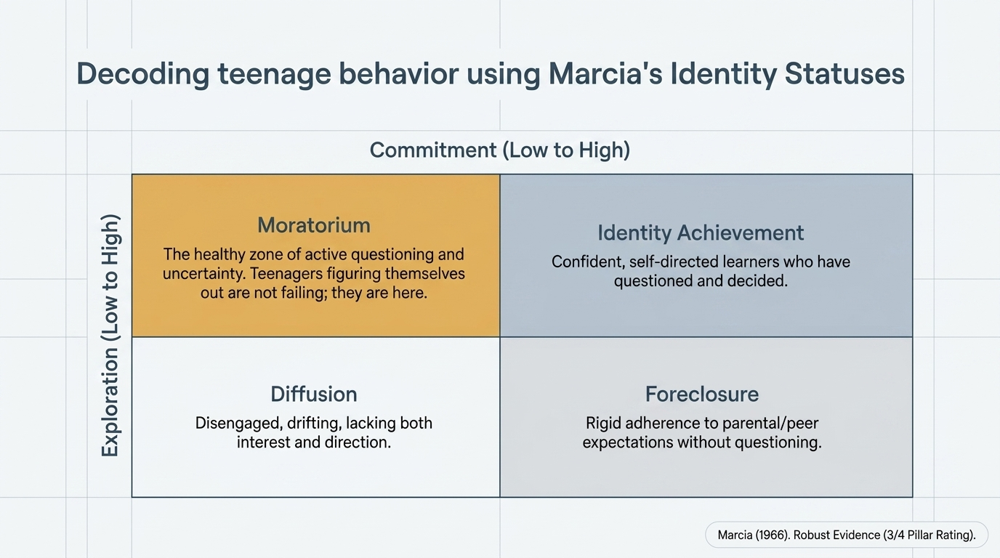 Decoding teenage behavior using Marcia's Identity Statuses
Commitment (Low to High)
Exploration (Low to High)
Moratorium
The healthy zone of active questioning and
uncertainty. Teenagers figuring themselves
out are not failing; they are here.
Identity Achievement
Confident, self-directed learners who have
questioned and decided.
Diffusion
Disengaged, drifting, lacking both
interest and direction.
Foreclosure
Rigid adherence to parental/peer
expectations without questioning.
Marcia (1966). Robust Evidence (3/4 Pillar Rating).